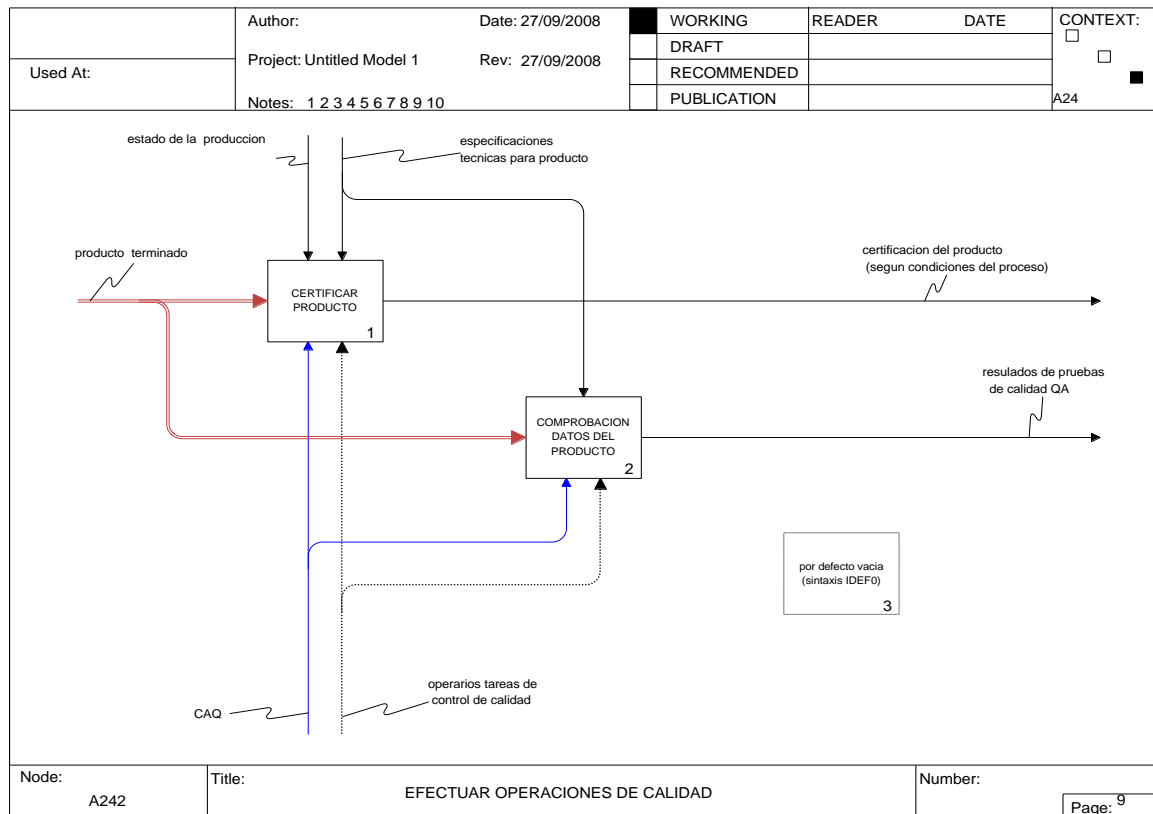 Used At:
Author:
Date: 27/09/2008
Project: Untitled Model 1
Rev: 27/09/2008
Notes: 1 2 3 4 5 6 7 8 9 10
WORKING
DRAFT
RECOMMENDED
PUBLICATION
READER
DATE
CONTEXT:
A24
estado de la produccion
especificaciones
tecnicas para producto
producto terminado
certificacion del producto
(segun condiciones del proceso)
CERTIFICAR
PRODUCTO
1
resulados de pruebas
de calidad QA
COMPROBACION
DATOS DEL
PRODUCTO
2
por defecto vacia
(sintaxis IDEF0)
3
operarios tareas de
control de calidad
CAQ
Node:
A242
Title:
EFECTUAR OPERACIONES DE CALIDAD
Number:
Page: 9